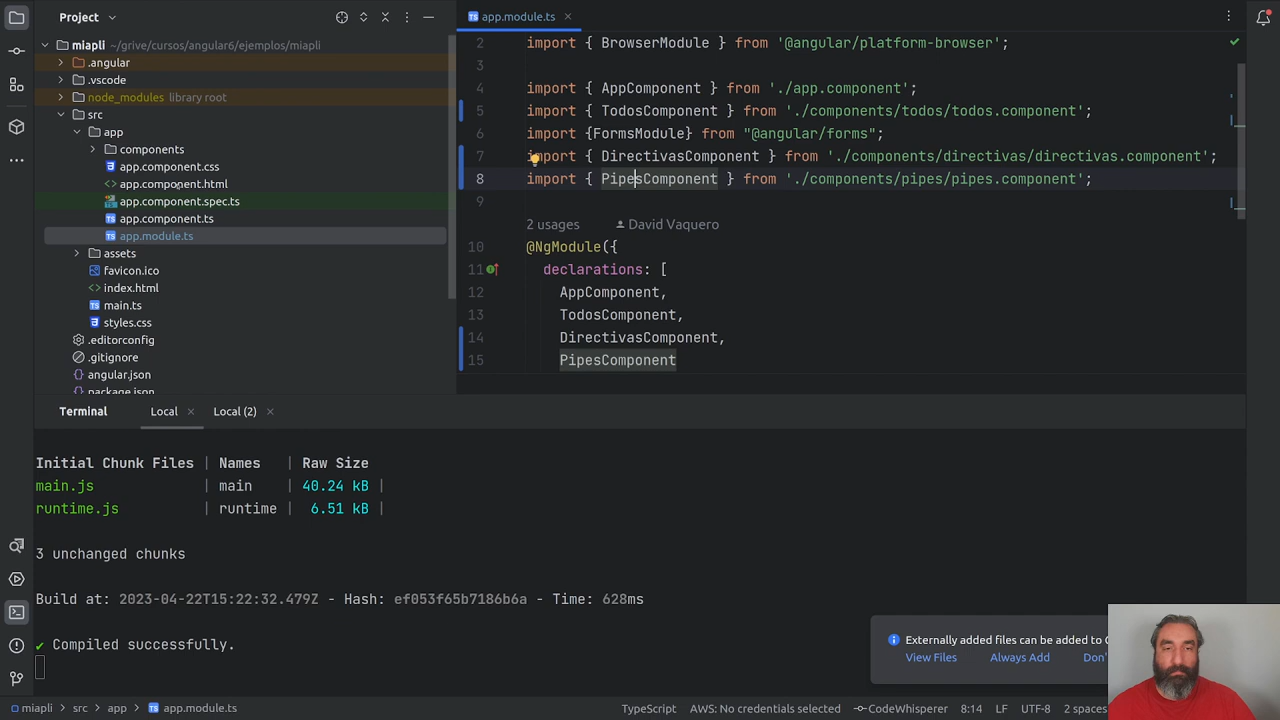 Project
app.module.ts
miapli ~/grive/cursos/angular6/ejemplos/miapli
.angular
.vscode
node_modules library root
src
app
components
app.component.css
app.component.html
app.component.spec.ts
app.component.ts
app.module.ts
assets
favicon.ico
index.html
main.ts
styles.css
.editorconfig
.gitignore
angular.json
package.json
2 import { BrowserModule } from '@angular/platform-browser';
3
4 import { AppComponent } from './app.component';
5 import { TodosComponent } from './components/todos/todos.component';
6 import {FormsModule} from "@angular/forms";
7 import { DirectivasComponent } from './components/directivas/directivas.component';
8 import { PipesComponent } from './components/pipes/pipes.component';
9
2 usages David Vaquero
10 @NgModule({
11 declarations: [
12 AppComponent,
13 TodosComponent,
14 DirectivasComponent,
15 PipesComponent
Terminal Local Local (2)
Initial Chunk Files | Names | Raw Size
main.js | main | 40.24 kB |
runtime.js | runtime | 6.51 kB |
3 unchanged chunks
Build at: 2023-04-22T15:22:32.479Z - Hash: ef053f65b7186b6a - Time: 628ms
✔ Compiled successfully.
Externally added files can be added to
View Files Always Add Don'
miapli > src > app > app.module.ts
TypeScript AWS: No credentials selected CodeWhisperer 8:14 LF UTF-8 2 spaces